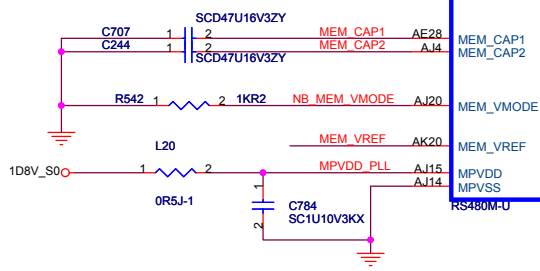 SCD47U16V3ZY
C707 1 2 MEM_CAP1 AE28 MEM_CAP1
C244 1 2 MEM_CAP2 AJ4 MEM_CAP2
SCD47U16V3ZY
R542 1 2 1KR2 NB_MEM_VMODE AJ20 MEM_VMODE
MEM_VREF AK20 MEM_VREF
L20
1D8V_S0 1 2 MPVDD_PLL AJ15 MPVDD
AJ14 MPVSS
0R5J-1
1
C784
SC1U10V3KX
2
RS480M-U